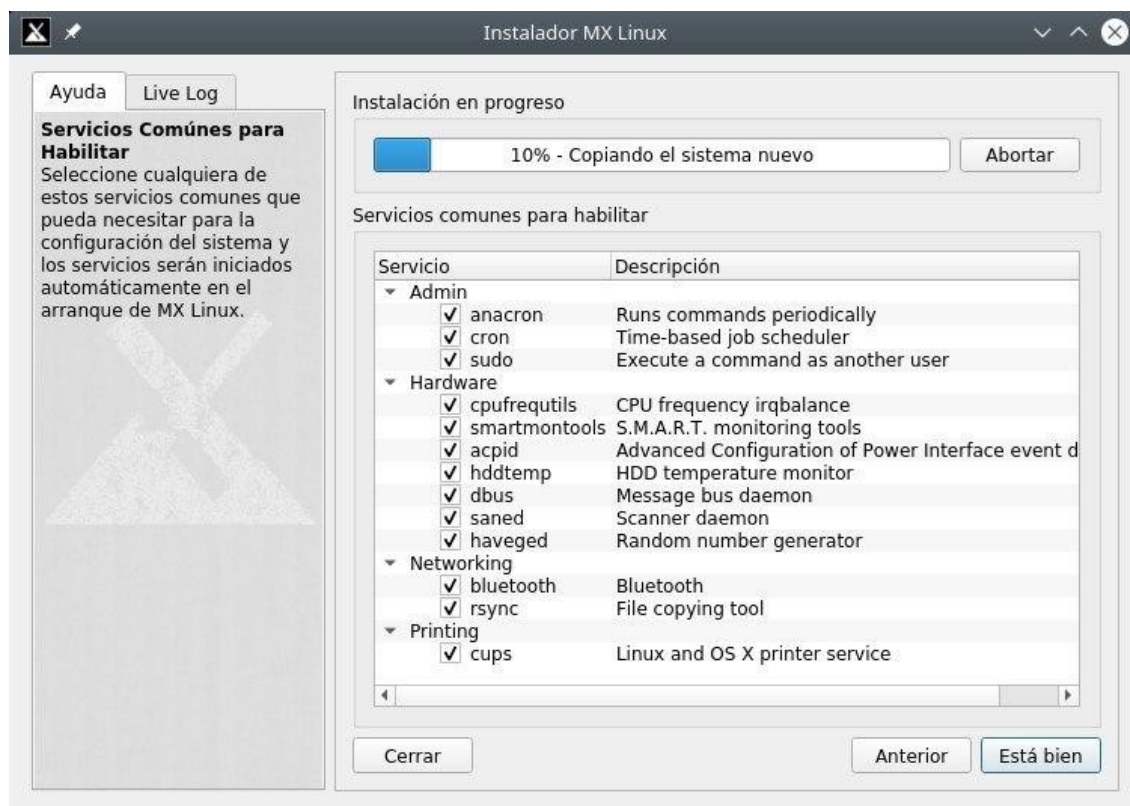 Instalador MX Linux
Ayuda
Live Log
Servicios Comúnes para
Habilitar
Seleccione cualquiera de
estos servicios comunes que
pueda necesitar para la
configuración del sistema y
los servicios serán iniciados
automáticamente en el
arranque de MX Linux.
Instalación en progreso
10% - Copiando el sistema nuevo
Abortar
Servicios comunes para habilitar
Servicio Descripción
Admin
anacron Runs commands periodically
cron Time-based job scheduler
sudo Execute a command as another user
Hardware
cpufrequtils CPU frequency irqbalance
smartmontools S.M.A.R.T. monitoring tools
acpid Advanced Configuration of Power Interface event d
hddtemp HDD temperature monitor
dbus Message bus daemon
saned Scanner daemon
haveged Random number generator
Networking
bluetooth Bluetooth
rsync File copying tool
Printing
cups Linux and OS X printer service
Cerrar
Anterior
Está bien